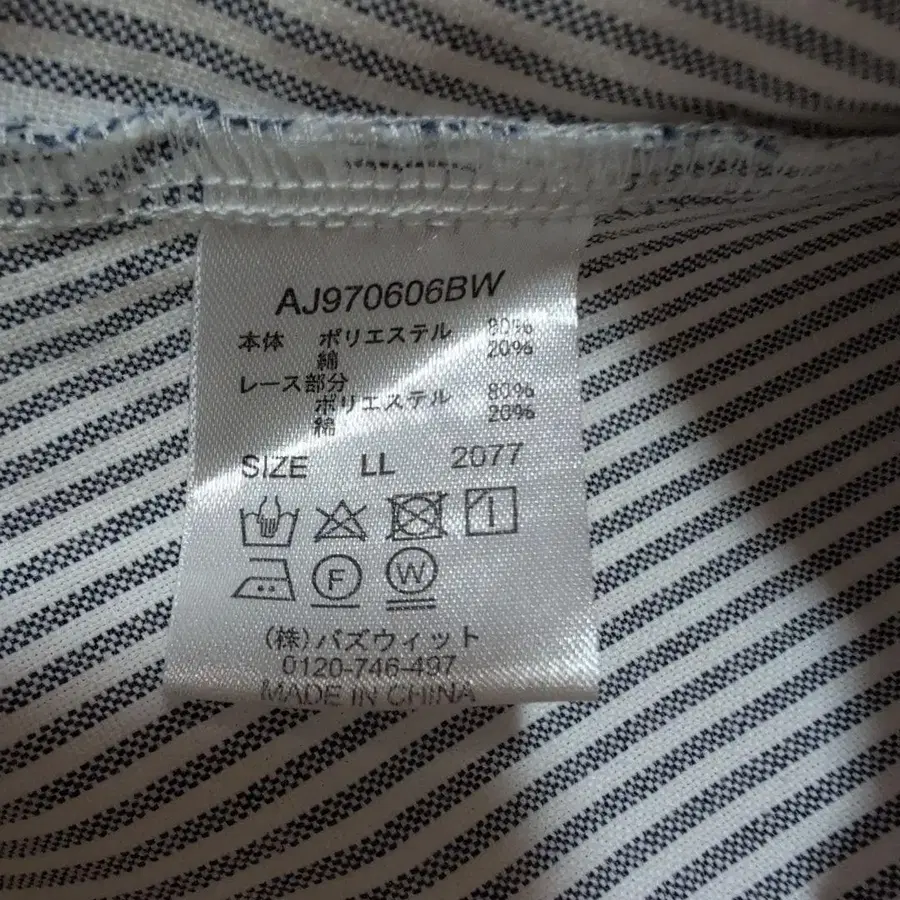 AJ970606BW
本体 ポリエステル 80%
綿 20%
レース部分
ポリエステル 80%
綿 20%
SIZE LL 2077
F W
(株)バズウィット
0120-746-497
MADE IN CHINA